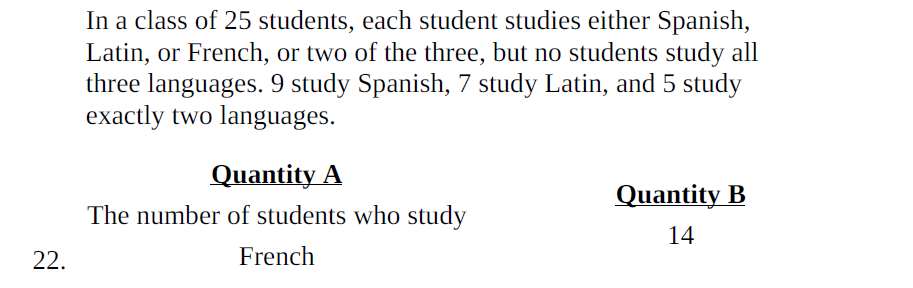 In a class of 25 students, each student studies either Spanish,
Latin, or French, or two of the three, but no students study all
three languages. 9 study Spanish, 7 study Latin, and 5 study
exactly two languages.
Quantity A
The number of students who study
French
Quantity B
14
22.